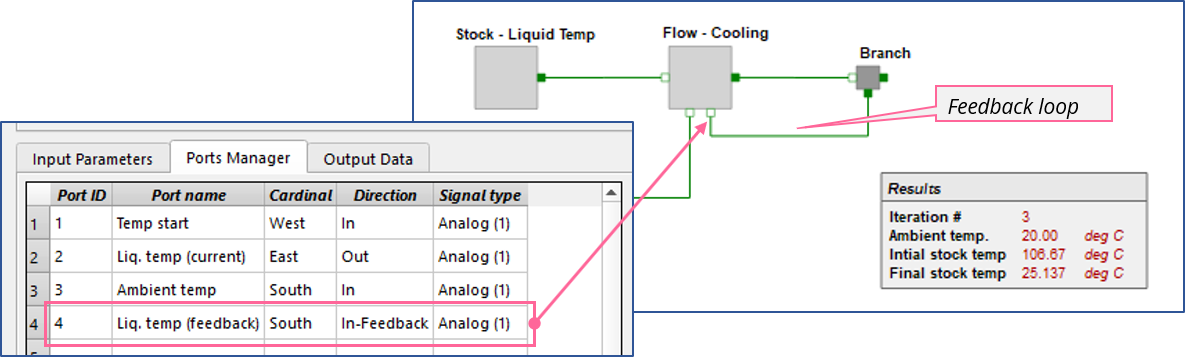 Stock - Liquid Temp
Flow - Cooling
Branch
Feedback loop
Input Parameters Ports Manager Output Data
Port ID Port name Cardinal Direction Signal type
1 1 Temp start West In Analog (1)
2 2 Liq. temp (current) East Out Analog (1)
3 3 Ambient temp South In Analog (1)
4 4 Liq. temp (feedback) South In-Feedback Analog (1)
Results
Iteration # 3
Ambient temp. 20.00 deg C
Intial stock temp 106.67 deg C
Final stock temp 25.137 deg C